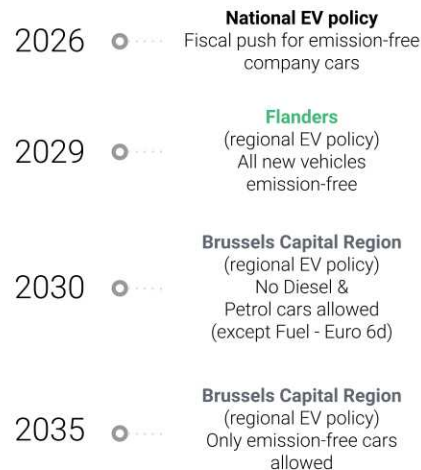 2026
National EV policy
Fiscal push for emission-free
company cars
2029
Flanders
(regional EV policy)
All new vehicles
emission-free
2030
Brussels Capital Region
(regional EV policy)
No Diesel &
Petrol cars allowed
(except Fuel - Euro 6d)
2035
Brussels Capital Region
(regional EV policy)
Only emission-free cars
allowed